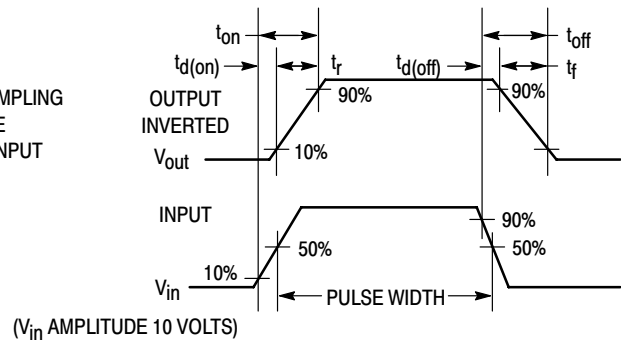 t_on
t_off
t_d(on)
t_r
t_d(off)
t_f
OUTPUT
INVERTED
90%
90%
10%
V_out
INPUT
90%
50%
50%
10%
V_in
PULSE WIDTH
(V_in AMPLITUDE 10 VOLTS)
MPLING
E
NPUT